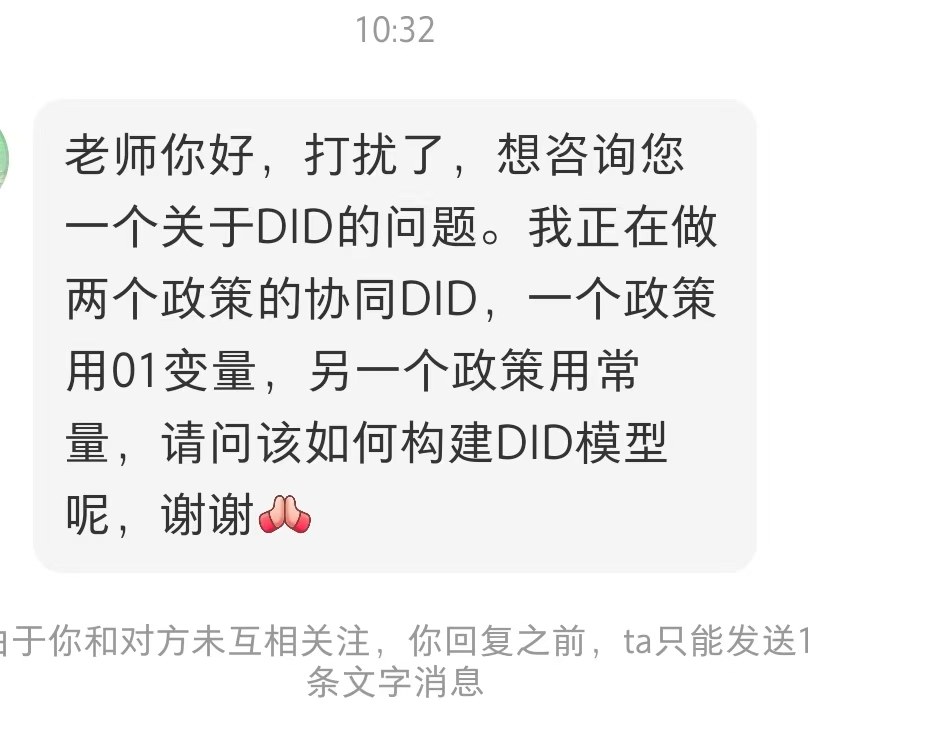 10:32
老师你好，打扰了，想咨询您
一个关于DID的问题。我正在做
两个政策的协同DID，一个政策
用01变量，另一个政策用常
量，请问该如何构建DID模型
呢，谢谢🙏
由于你和对方未互相关注，你回复之前，ta只能发送1
条文字消息